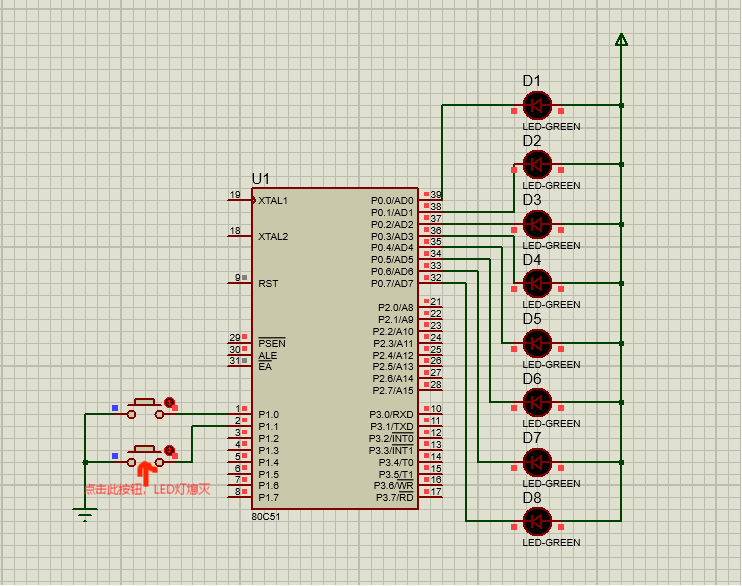 D1
LED-GREEN
D2
LED-GREEN
D3
LED-GREEN
D4
LED-GREEN
D5
LED-GREEN
D6
LED-GREEN
D7
LED-GREEN
D8
LED-GREEN
U1
19 XTAL1
18 XTAL2
9 RST
29 PSEN
30 ALE
31 EA
1 P1.0
2 P1.1
3 P1.2
4 P1.3
5 P1.4
6 P1.5
7 P1.6
8 P1.7
P0.0/AD0 39
P0.1/AD1 38
P0.2/AD2 37
P0.3/AD3 36
P0.4/AD4 35
P0.5/AD5 34
P0.6/AD6 33
P0.7/AD7 32
P2.0/A8 21
P2.1/A9 22
P2.2/A10 23
P2.3/A11 24
P2.4/A12 25
P2.5/A13 26
P2.6/A14 27
P2.7/A15 28
P3.0/RXD 10
P3.1/TXD 11
P3.2/INT0 12
P3.3/INT1 13
P3.4/T0 14
P3.5/T1 15
P3.6/WR 16
P3.7/RD 17
80C51
点击此按钮，LED灯熄灭